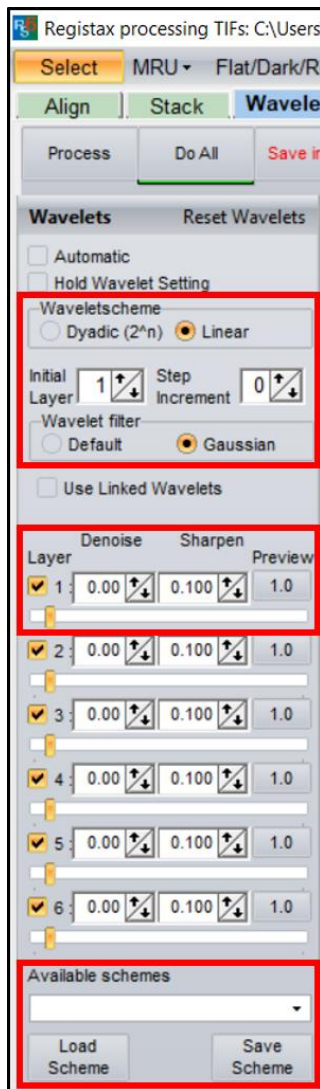 Registax processing TIFs: C:\Users
Select MRU Flat/Dark/R
Align Stack Wavele
Process Do All Save i
Wavelets Reset Wavelets
Automatic
Hold Wavelet Setting
Waveletscheme
Dyadic (2^n) Linear
Initial Layer 1 Step Increment 0
Wavelet filter
Default Gaussian
Use Linked Wavelets
Denoise Sharpen
Layer Preview
1: 0.00 0.100 1.0
2: 0.00 0.100 1.0
3: 0.00 0.100 1.0
4: 0.00 0.100 1.0
5: 0.00 0.100 1.0
6: 0.00 0.100 1.0
Available schemes
Load Scheme
Save Scheme